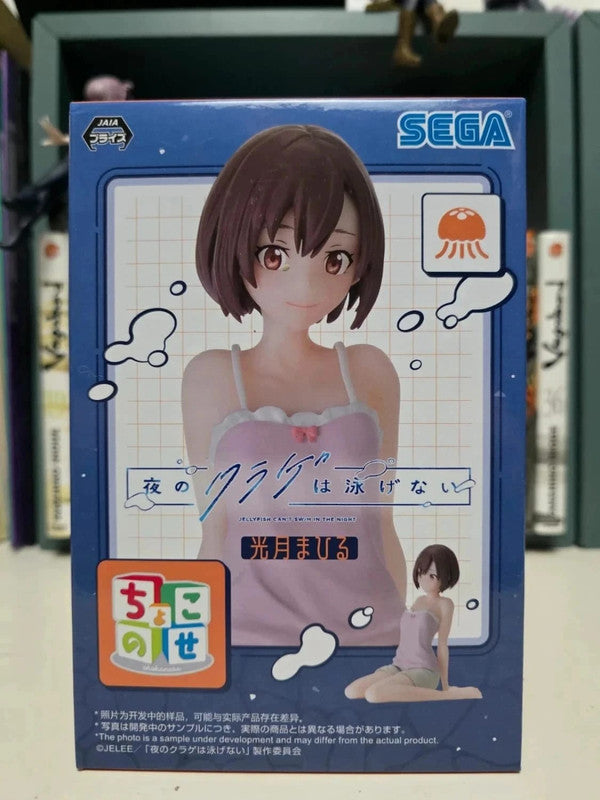 JAIA
プライズ
SEGA®
夜のクラゲは泳げない
JELLYFISH CAN'T SWIM IN THE NIGHT
光月まひる
ちょこ
のせ
chokonose
*照片为开发中的样品，可能与实际产品存在差异。
*写真は開発中のサンプルにつき、実際の商品とは異なる場合があります。
*The photo is a sample under development and may differ from the actual product.
©JELEE／「夜のクラゲは泳げない」製作委員会
Vagabond
Vagabond
36